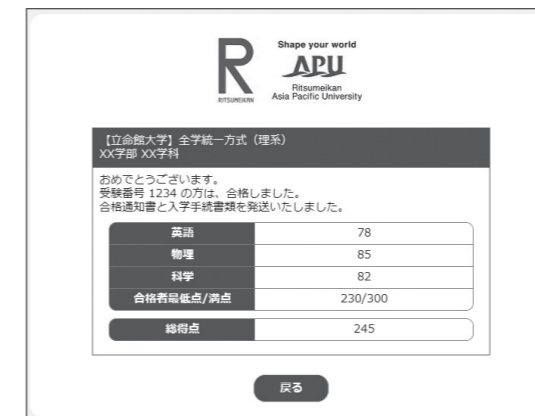 R
RITSUMEIKAN
Shape your world
APU
Ritsumeikan
Asia Pacific University
【立命館大学】全学統一方式（理系）
XX学部 XX学科
おめでとうございます。
受験番号 1234 の方は、合格しました。
合格通知書と入学手続書類を発送いたしました。
英語 78
物理 85
科学 82
合格者最低点/満点 230/300
総得点 245
戻る